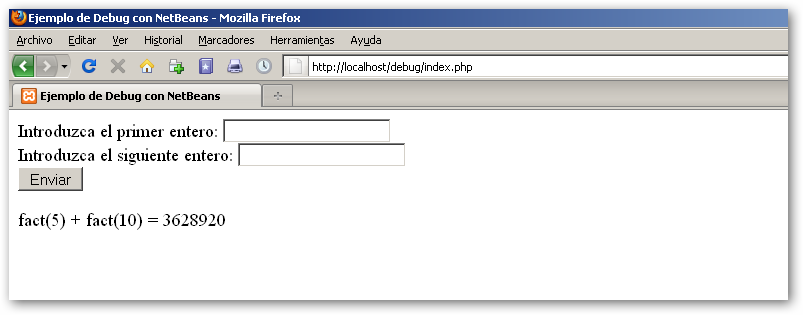 Ejemplo de Debug con NetBeans - Mozilla Firefox
Archivo Editar Ver Historial Marcadores Herramientas Ayuda
http://localhost/debug/index.php
Ejemplo de Debug con NetBeans
Introduzca el primer entero:
Introduzca el siguiente entero:
Enviar
fact(5) + fact(10) = 3628920